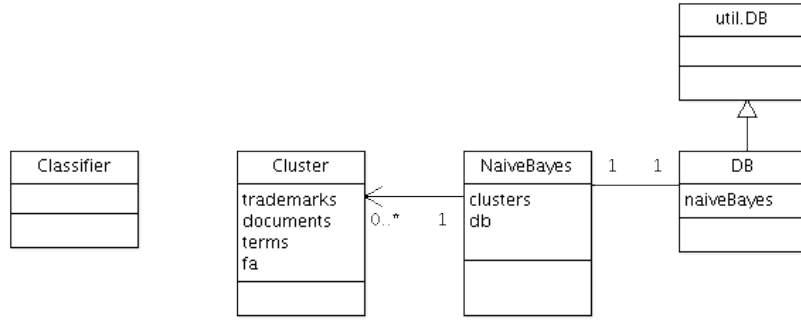 util.DB
Classifier
Cluster
trademarks
documents
terms
fa
0..*
1
NaiveBayes
clusters
db
1
1
DB
naiveBayes